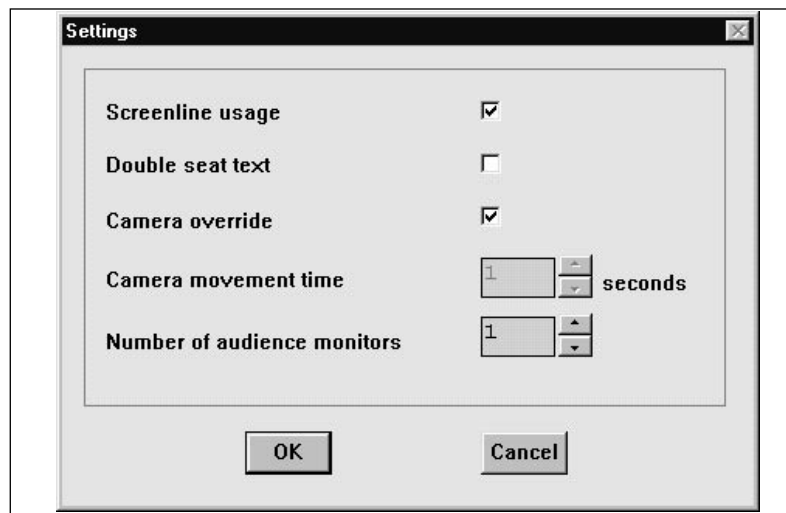 Settings
Screenline usage
Double seat text
Camera override
Camera movement time 1 seconds
Number of audience monitors 1
OK Cancel